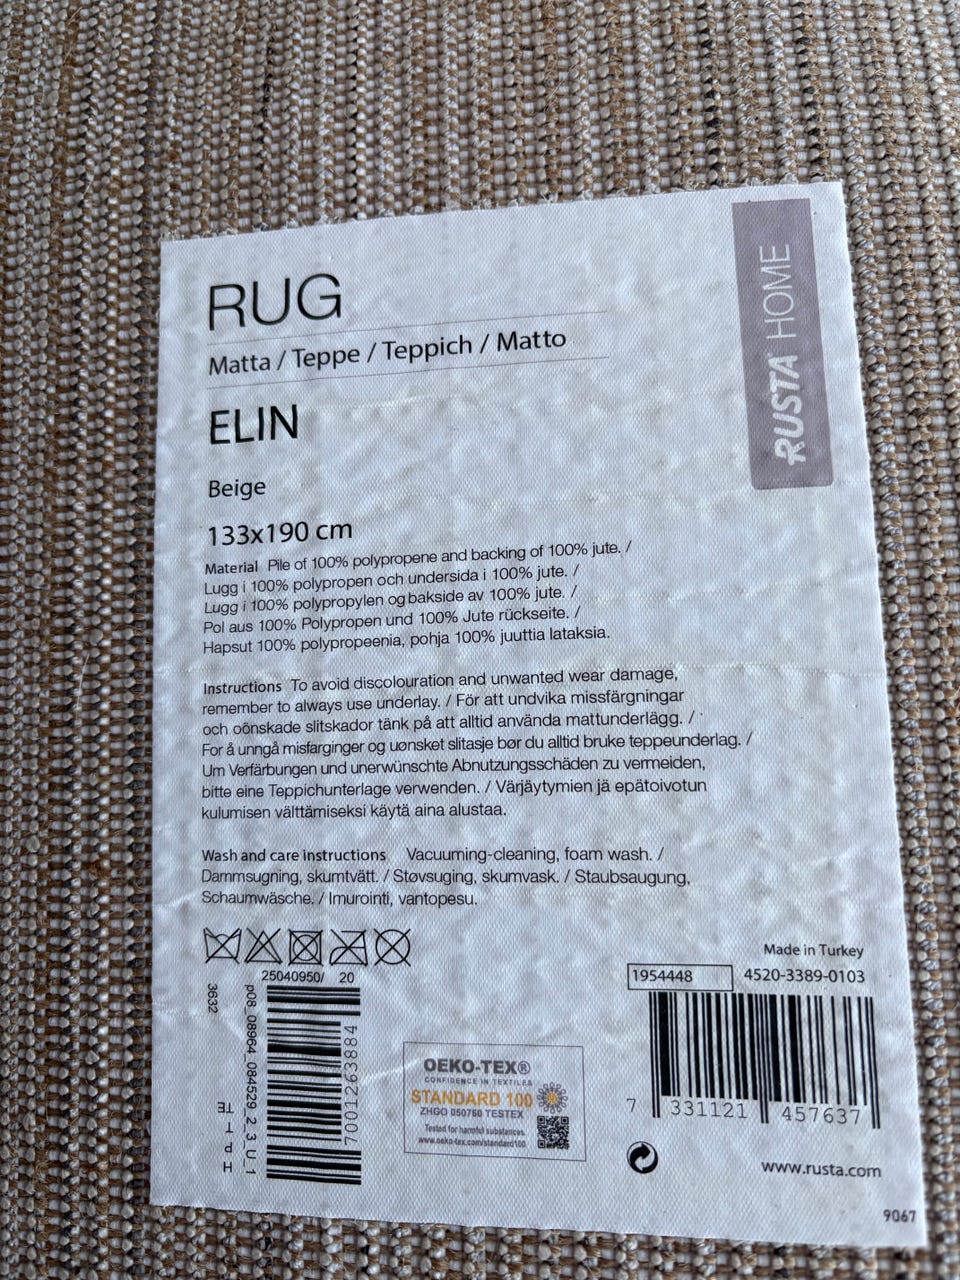 RUSTA HOME
RUG
Matta / Teppe / Teppich / Matto
ELIN
Beige
133x190 cm
Material Pile of 100% polypropene and backing of 100% jute. /
Lugg i 100% polypropen och undersida i 100% jute. /
Lugg i 100% polypropylen og bakside av 100% jute. /
Pol aus 100% Polypropen und 100% Jute rückseite. /
Hapsut 100% polypropeenia, pohja 100% juuttia lataksia.
Instructions To avoid discolouration and unwanted wear damage,
remember to always use underlay. / För att undvika missfärgningar
och oönskade slitskador tänk på att alltid använda mattunderlägg. /
For å unngå misfarginger og uønsket slitasje bør du alltid bruke teppeunderlag. /
Um Verfärbungen und unerwünschte Abnutzungsschäden zu vermeiden,
bitte eine Teppichunterlage verwenden. / Värjäytymien jä epätoivotun
kulumisen välttämiseksi käytä aina alustaa.
Wash and care instructions Vacuuming-cleaning, foam wash. /
Dammsugning, skumtvätt. / Støvsuging, skumvask. / Staubsaugung,
Schaumwäsche. / Imurointi, vantopesu.
Made in Turkey
25040950/ 20
1954448 4520-3389-0103
3632
p08_08964_084529_2_3_U_1
7001263884
OEKO-TEX®
CONFIDENCE IN TEXTILES
STANDARD 100
ZHGO 050760 TESTEX
Tested for harmful substances.
www.oeko-tex.com/standard100
7 331121 457637
www.rusta.com
9067